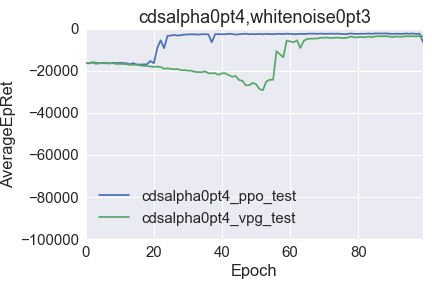 cdsalpha0pt4,whitenoise0pt3
AverageEpRet
0
−20000
−40000
−60000
−80000
−100000
cdsalpha0pt4_ppo_test
cdsalpha0pt4_vpg_test
0 20 40 60 80
Epoch